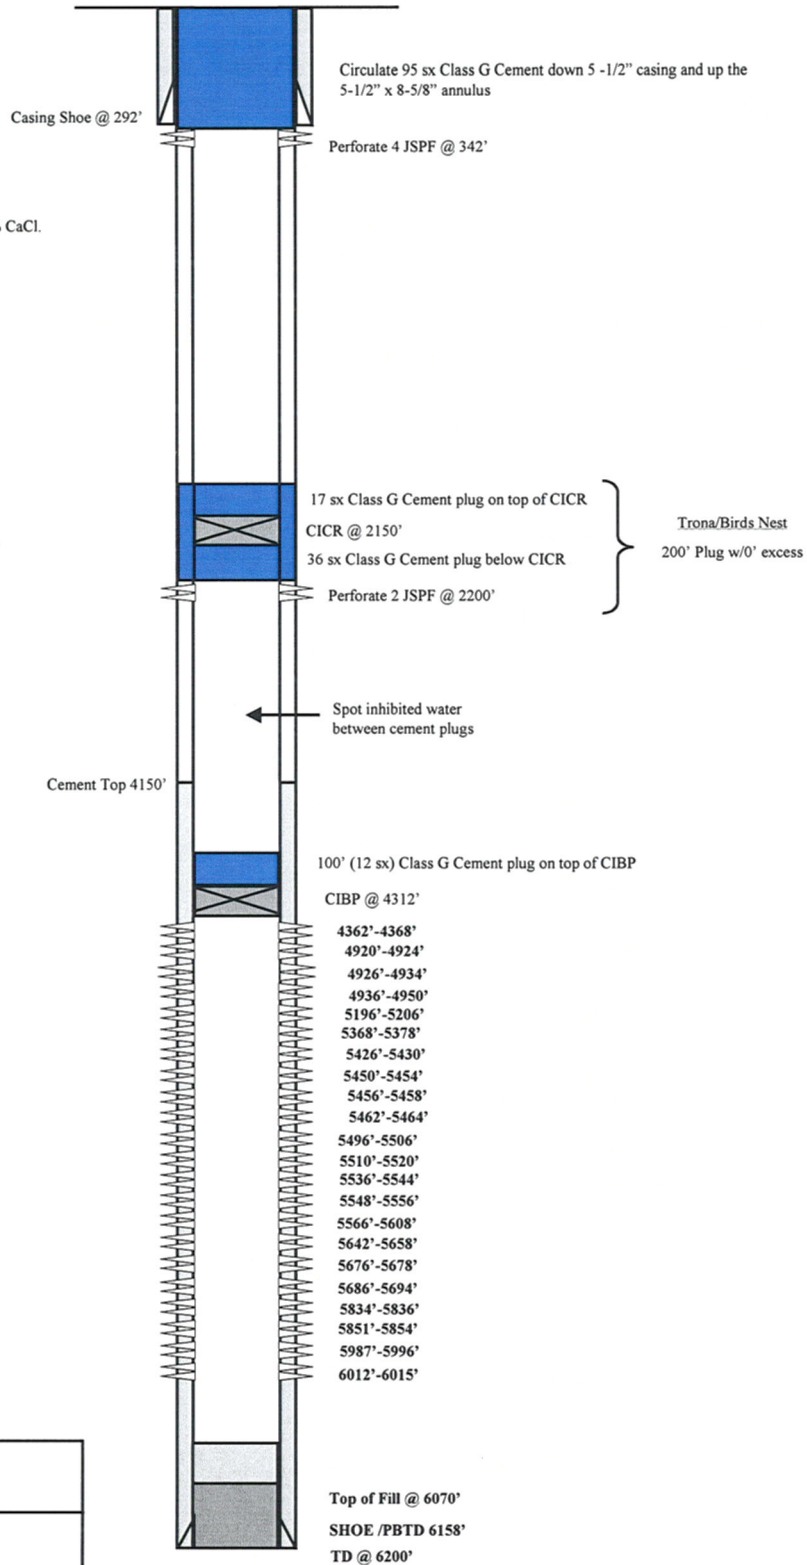 Circulate 95 sx Class G Cement down 5 -1/2” casing and up the
5-1/2” x 8-5/8” annulus
Casing Shoe @ 292’
Perforate 4 JSPF @ 342’
CaCl.
17 sx Class G Cement plug on top of CICR
CICR @ 2150’
36 sx Class G Cement plug below CICR
Trona/Birds Nest
200’ Plug w/0’ excess
Perforate 2 JSPF @ 2200’
Spot inhibited water
between cement plugs
Cement Top 4150’
100’ (12 sx) Class G Cement plug on top of CIBP
CIBP @ 4312’
4362’-4368’
4920’-4924’
4926’-4934’
4936’-4950’
5196’-5206’
5368’-5378’
5426’-5430’
5450’-5454’
5456’-5458’
5462’-5464’
5496’-5506’
5510’-5520’
5536’-5544’
5548’-5556’
5566’-5608’
5642’-5658’
5676’-5678’
5686’-5694’
5834’-5836’
5851’-5854’
5987’-5996’
6012’-6015’
Top of Fill @ 6070’
SHOE /PBTD 6158’
TD @ 6200’